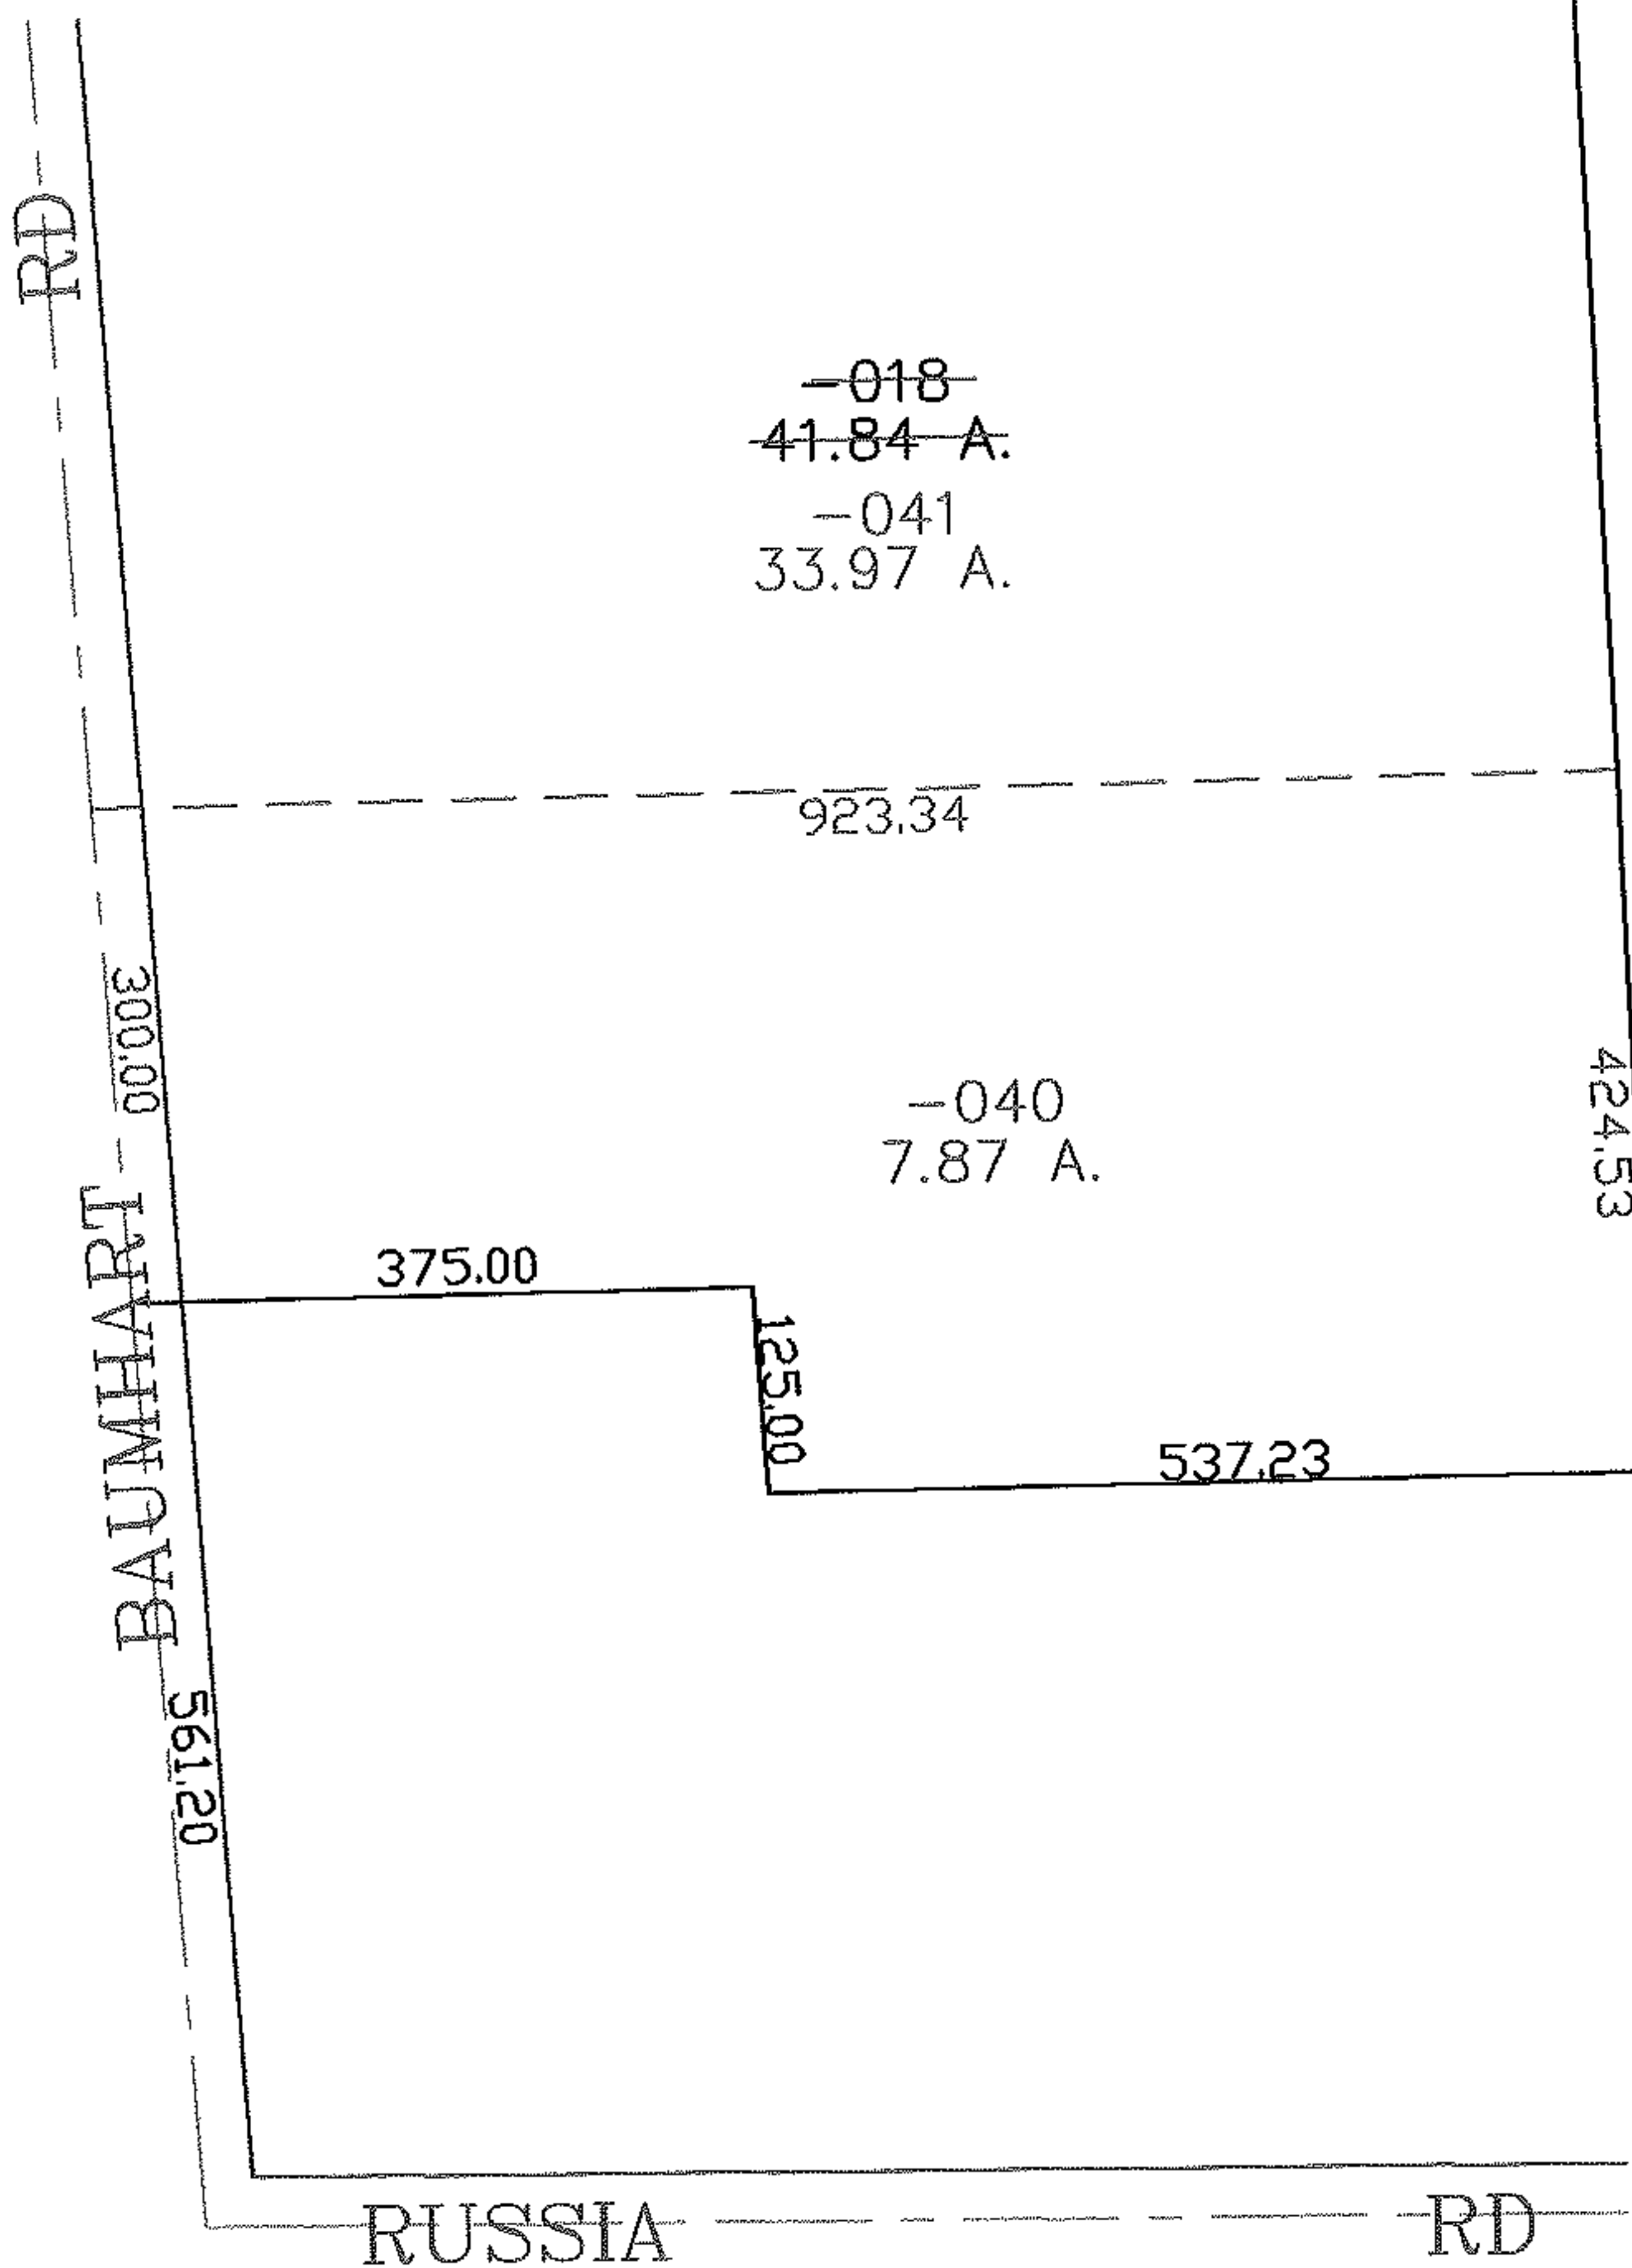 RD
-018
41.84 A.
-041
33.97 A.
923.34
300.00
-040
7.87 A.
424.53
BAUMHART
375.00
125.00
537.23
561.20
RUSSIA RD